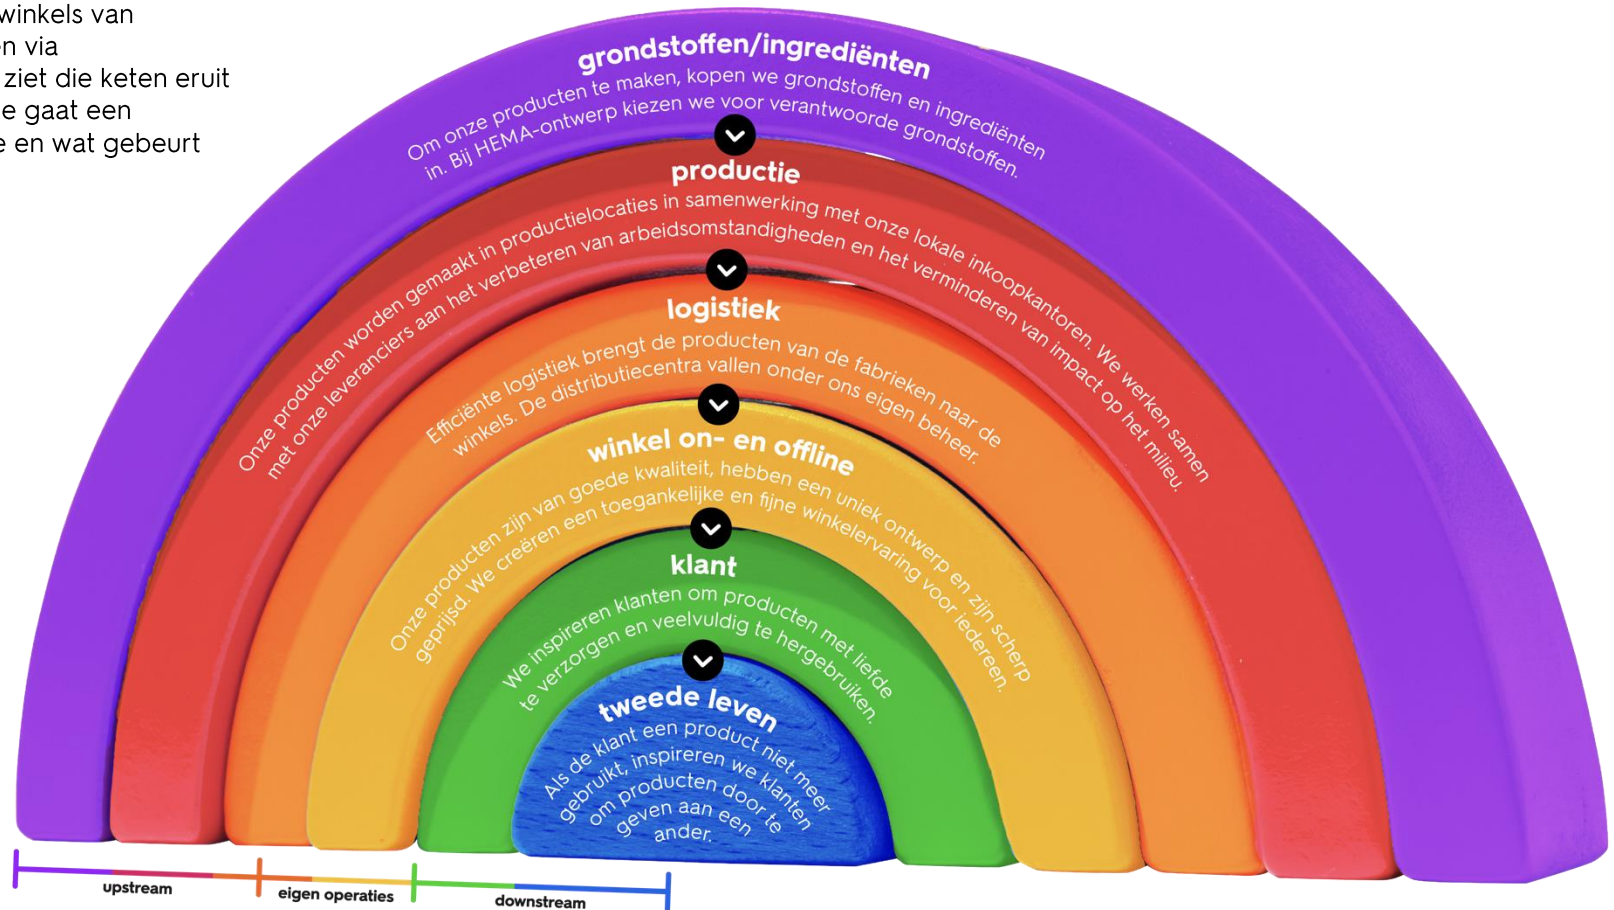 winkels van
n via
ziet die keten eruit
e gaat een
e en wat gebeurt
grondstoffen/ingrediënten
Om onze producten te maken, kopen we grondstoffen en ingrediënten
in. Bij HEMA-ontwerp kiezen we voor verantwoorde grondstoffen.
productie
Onze producten worden gemaakt in productielocaties in samenwerking met onze lokale inkoopkantoren. We werken samen
met onze leveranciers aan het verbeteren van arbeidsomstandigheden en het verminderen van impact op het milieu.
logistiek
Efficiënte logistiek brengt de producten van de fabrieken naar de
winkels. De distributiecentra vallen onder ons eigen beheer.
winkel on- en offline
Onze producten zijn van goede kwaliteit, hebben een uniek ontwerp en zijn scherp
geprijsd. We creëren een toegankelijke en fijne winkelervaring voor iedereen.
klant
We inspireren klanten om producten met liefde
te verzorgen en veelvuldig te hergebruiken.
tweede leven
Als de klant een product niet meer
gebruikt, inspireren we klanten
om producten door te
geven aan een
ander.
upstream
eigen operaties
downstream